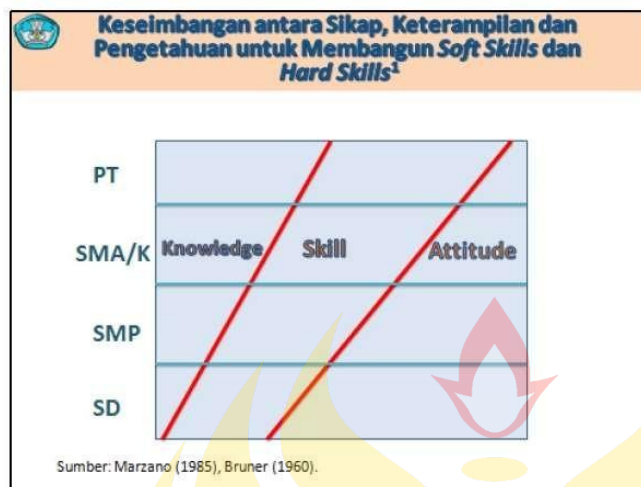 Keseimbangan antara Sikap, Keterampilan dan
Pengetahuan untuk Membangun Soft Skills dan
Hard Skills¹
PT
SMA/K Knowledge Skill Attitude
SMP
SD
Sumber: Marzano (1985), Bruner (1960).